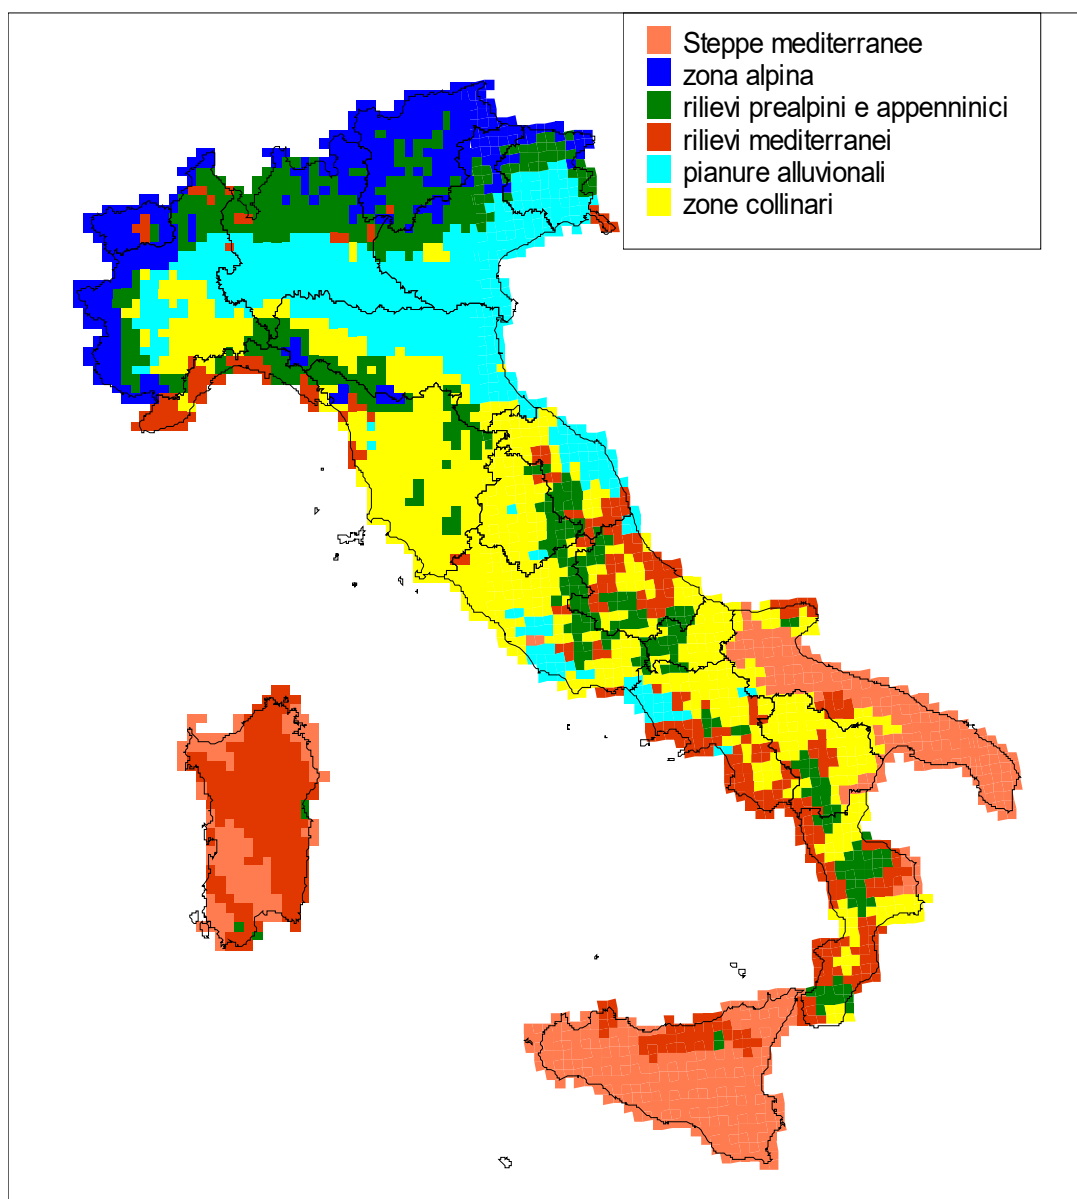 Steppe mediterranee
zona alpina
rilievi prealpini e appenninici
rilievi mediterranei
pianure alluvionali
zone collinari